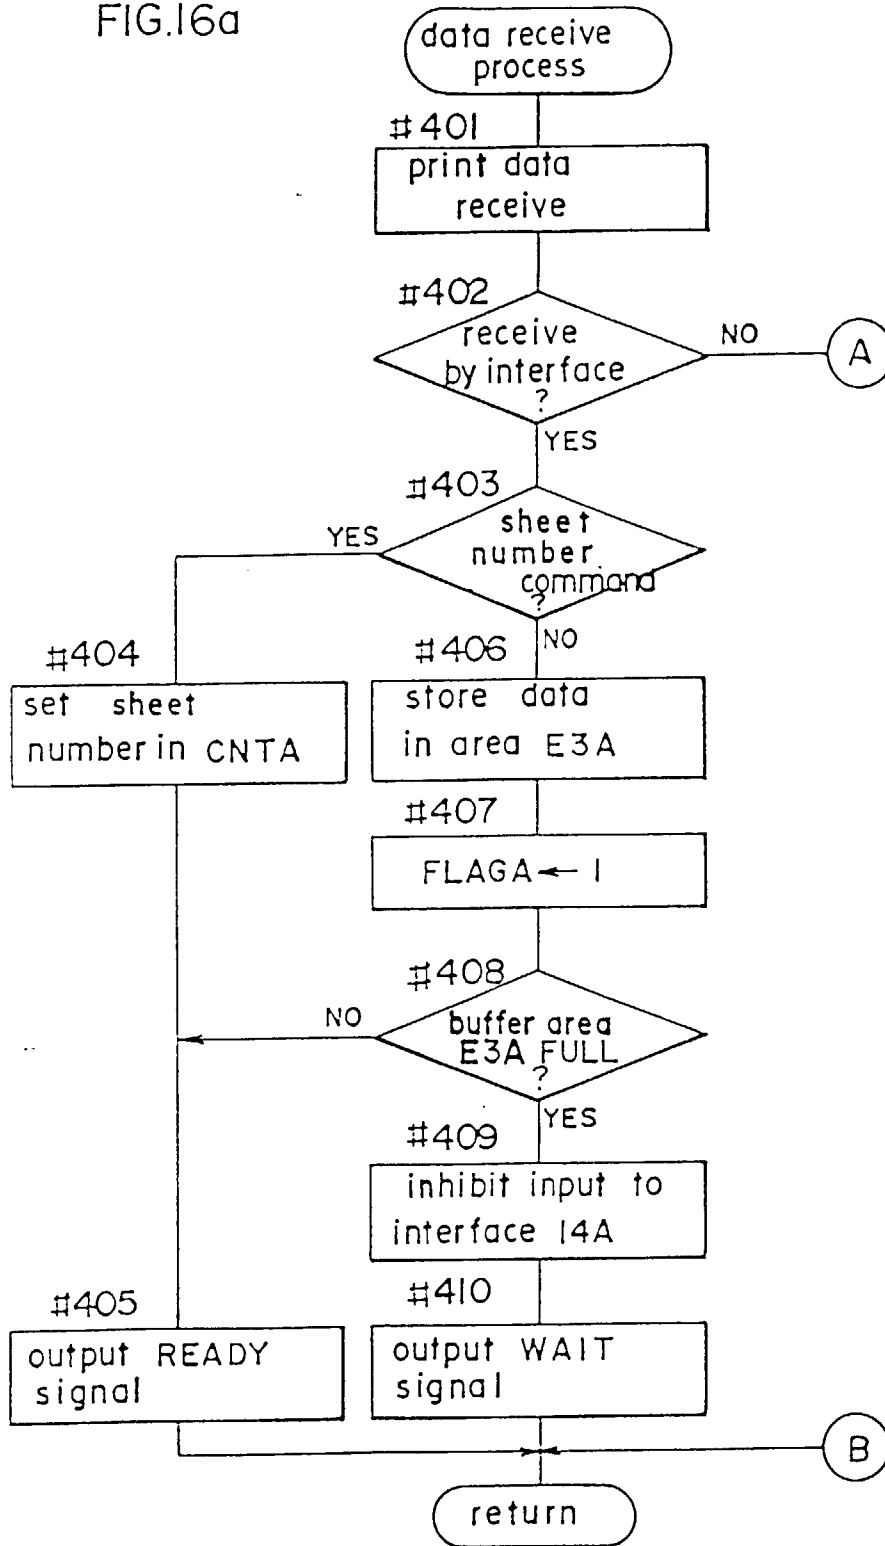 FIG.16a
data receive
process
#401
print data
receive
#402
receive
by interface
?
NO
A
YES
#403
sheet
number
command
?
YES
NO
#404
set sheet
number in CNTA
#406
store data
in area E3A
#407
FLAGA ← 1
#408
buffer area
E3A FULL
?
NO
YES
#409
inhibit input to
interface 14A
#405
output READY
signal
#410
output WAIT
signal
B
return